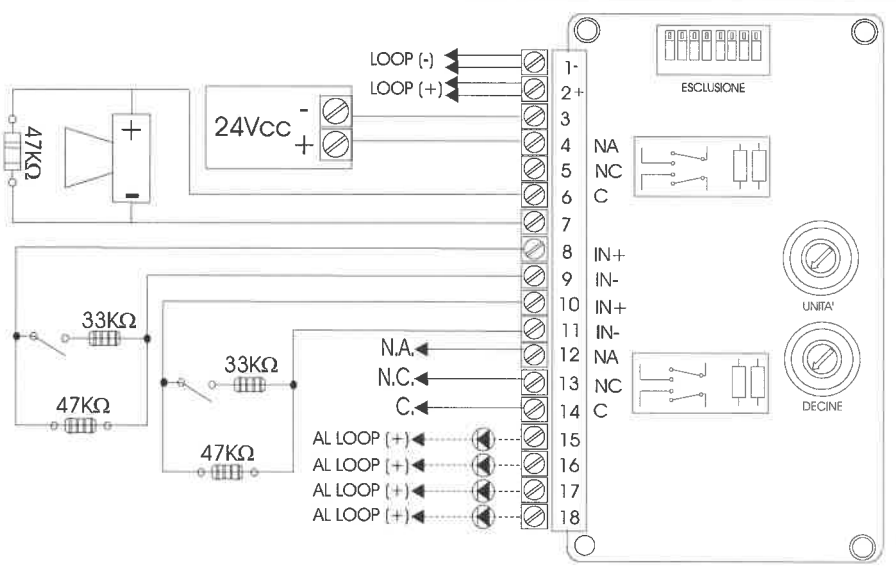 LOOP (-)
LOOP (+)
24Vcc
-
+
+
-
47KΩ
33KΩ
47KΩ
33KΩ
47KΩ
N.A.
N.C.
C.
AL LOOP (+)
AL LOOP (+)
AL LOOP (+)
AL LOOP (+)
1-
2+
3
4 NA
5 NC
6 C
7
8 IN+
9 IN-
10 IN+
11 IN-
12 NA
13 NC
14 C
15
16
17
18
ESCLUSIONE
UNITA'
DECINE